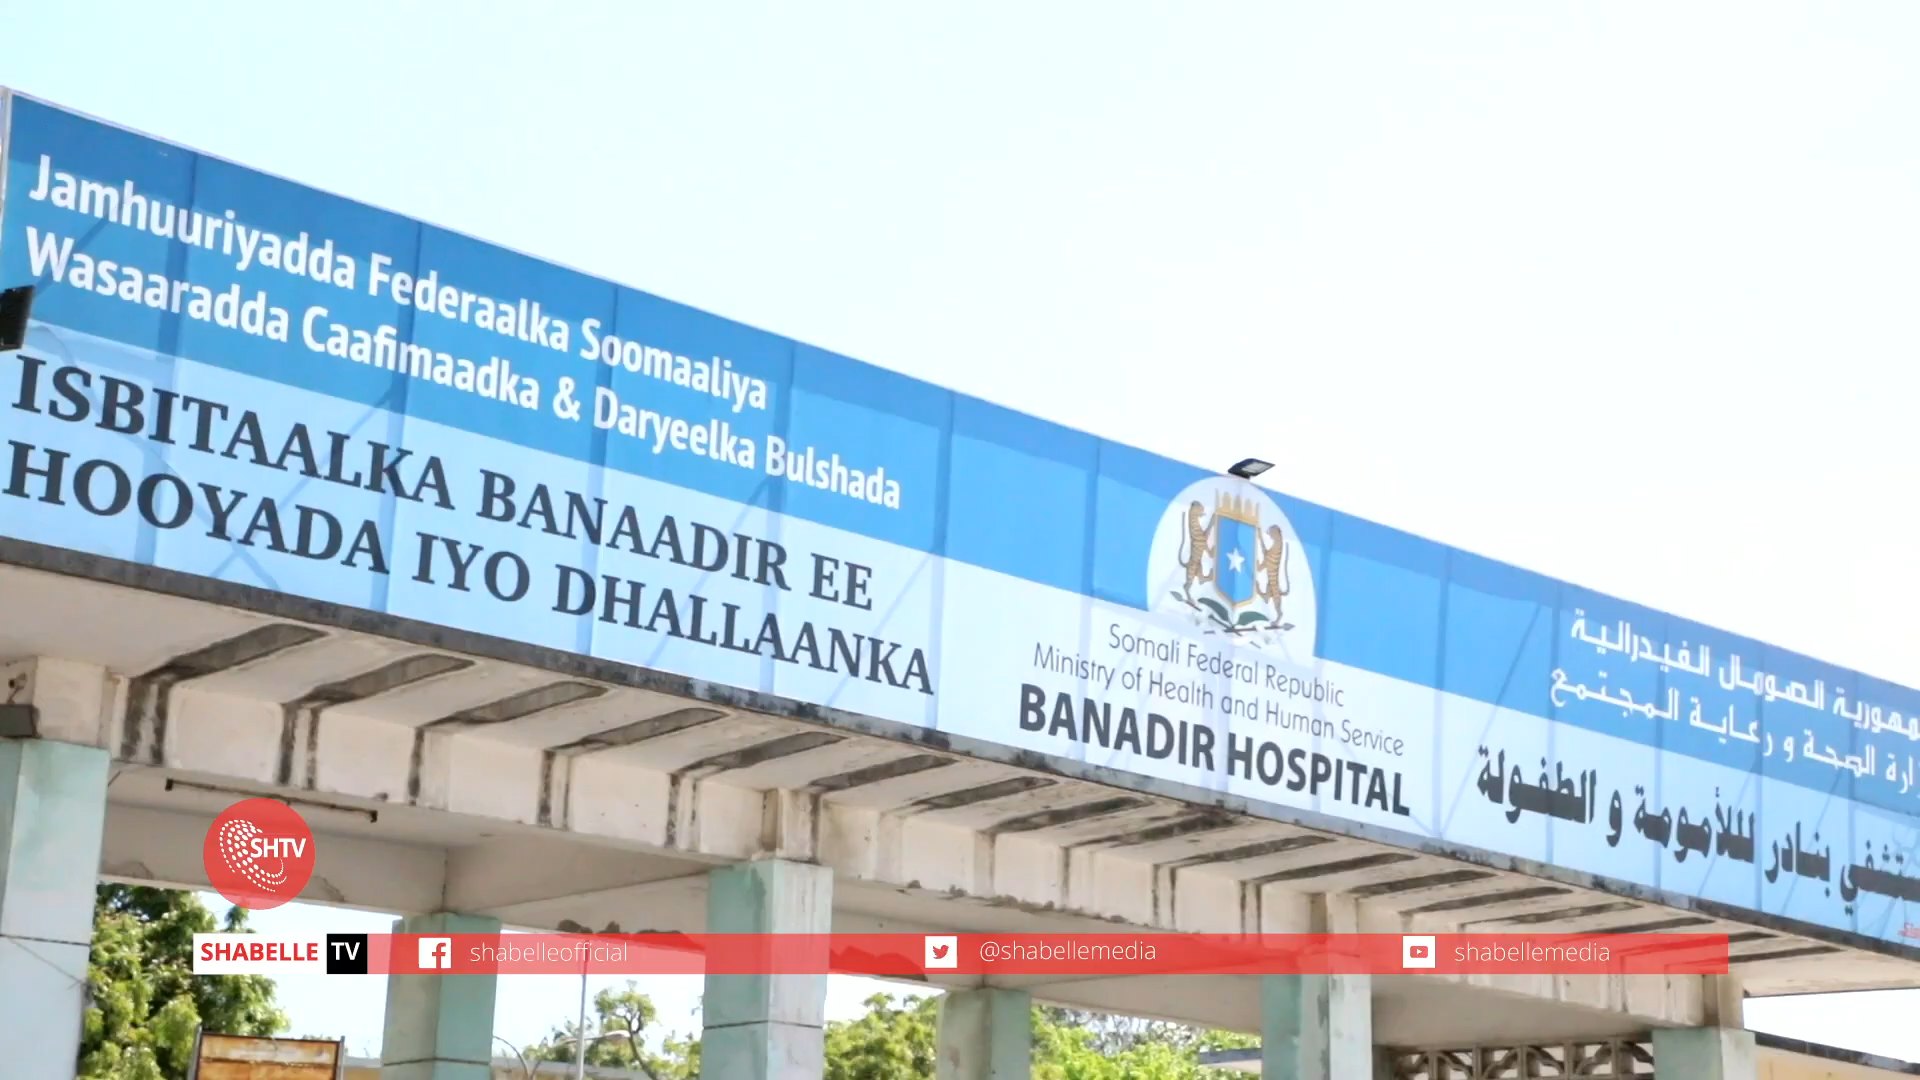 Jamhuuriyadda Federaalka Soomaaliya
Wasaaradda Caafimaadka & Daryeelka Bulshada
ISBITAALKA BANAADIR EE
HOOYADA IYO DHALLAANKA
Somali Federal Republic
Ministry of Health and Human Service
BANADIR HOSPITAL
الصومال الفيدرالية
الصحة و رعاية المجتمع
بنادر لللأمومة و الطفولة
SHTV
SHABELLE TV
shabelleofficial
@shabellemedia
shabellemedia